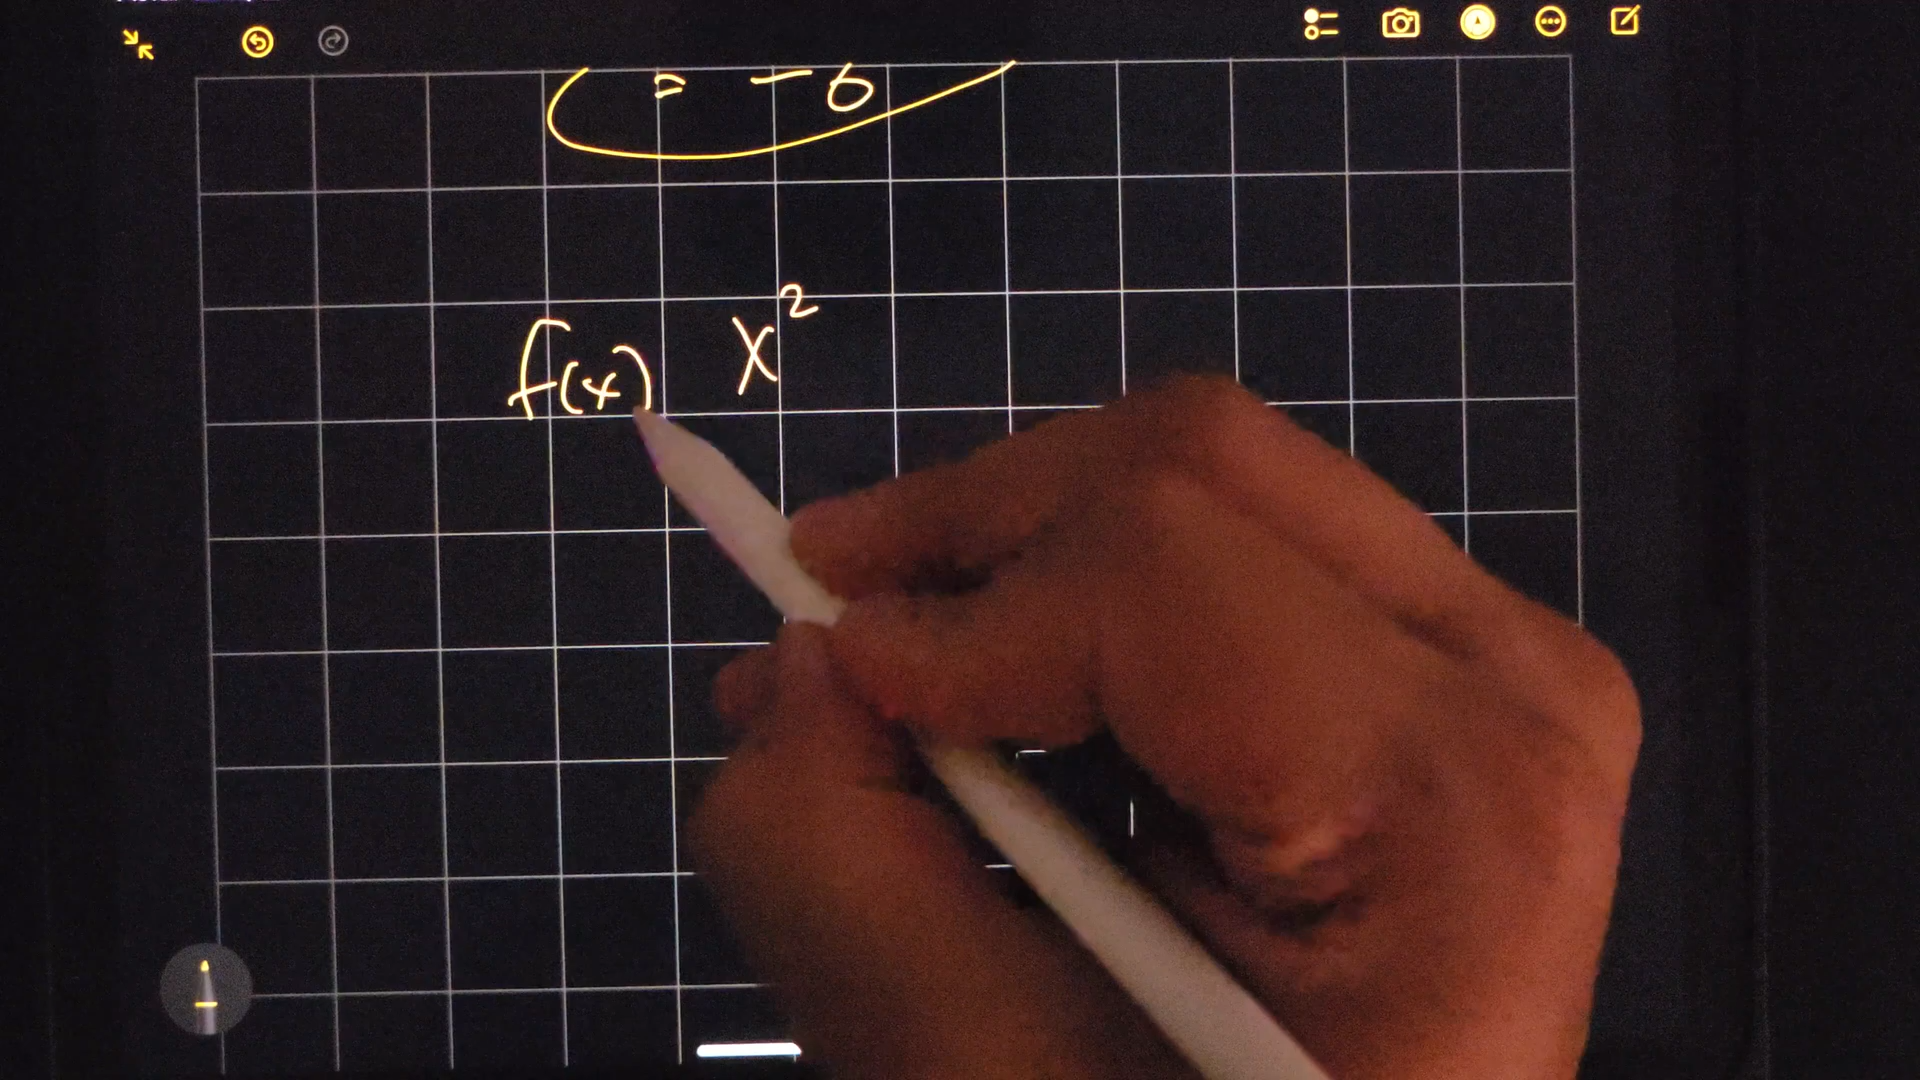 = -6
f(x) x²